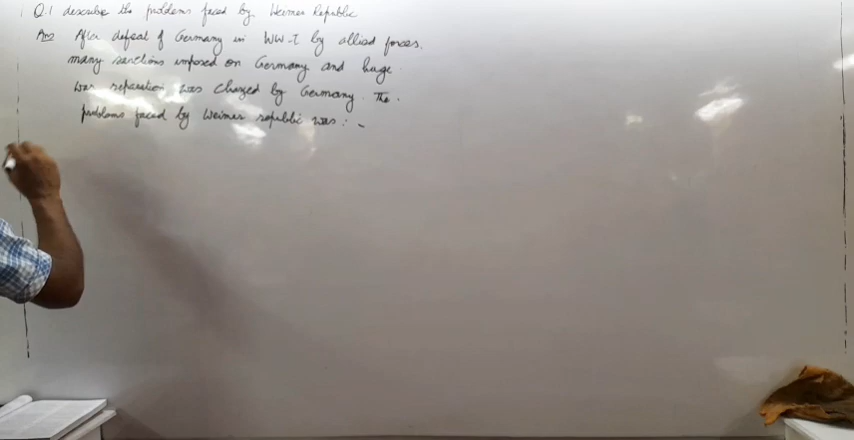 Q.1 describe the problems faced by Weimar Republic
Ans After defeat of Germany in WW-I by allied forces.
many sanctions imposed on Germany and huge
war reparation was charged by Germany. The.
problems faced by Weimar republic was : -